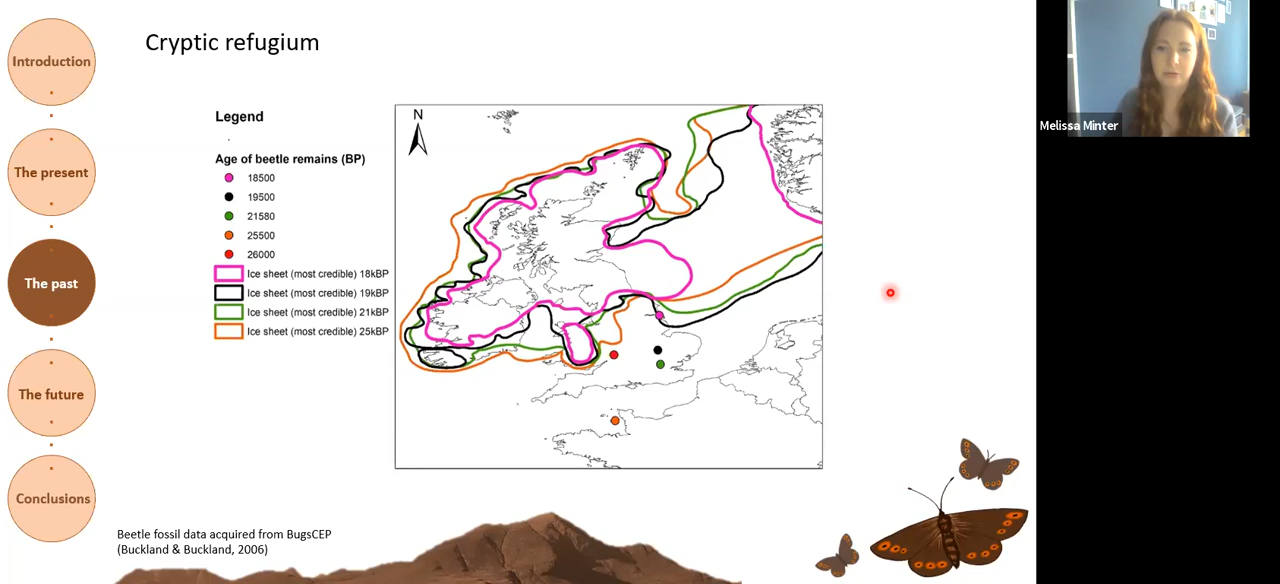 Introduction
The present
The past
The future
Conclusions
Cryptic refugium
Legend
Age of beetle remains (BP)
18500
19500
21580
25500
26000
Ice sheet (most credible) 18kBP
Ice sheet (most credible) 19kBP
Ice sheet (most credible) 21kBP
Ice sheet (most credible) 25kBP
N
Beetle fossil data acquired from BugsCEP
(Buckland & Buckland, 2006)
Melissa Minter